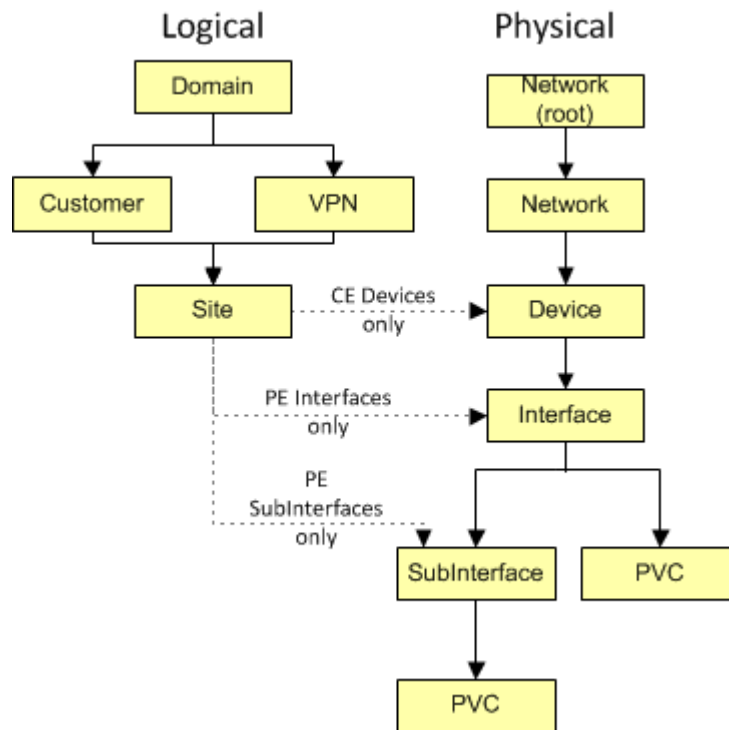 Logical
Physical
Domain
Network
(root)
Customer
VPN
Network
Site
CE Devices
only
Device
PE Interfaces
only
Interface
PE
SubInterfaces
only
SubInterface
PVC
PVC